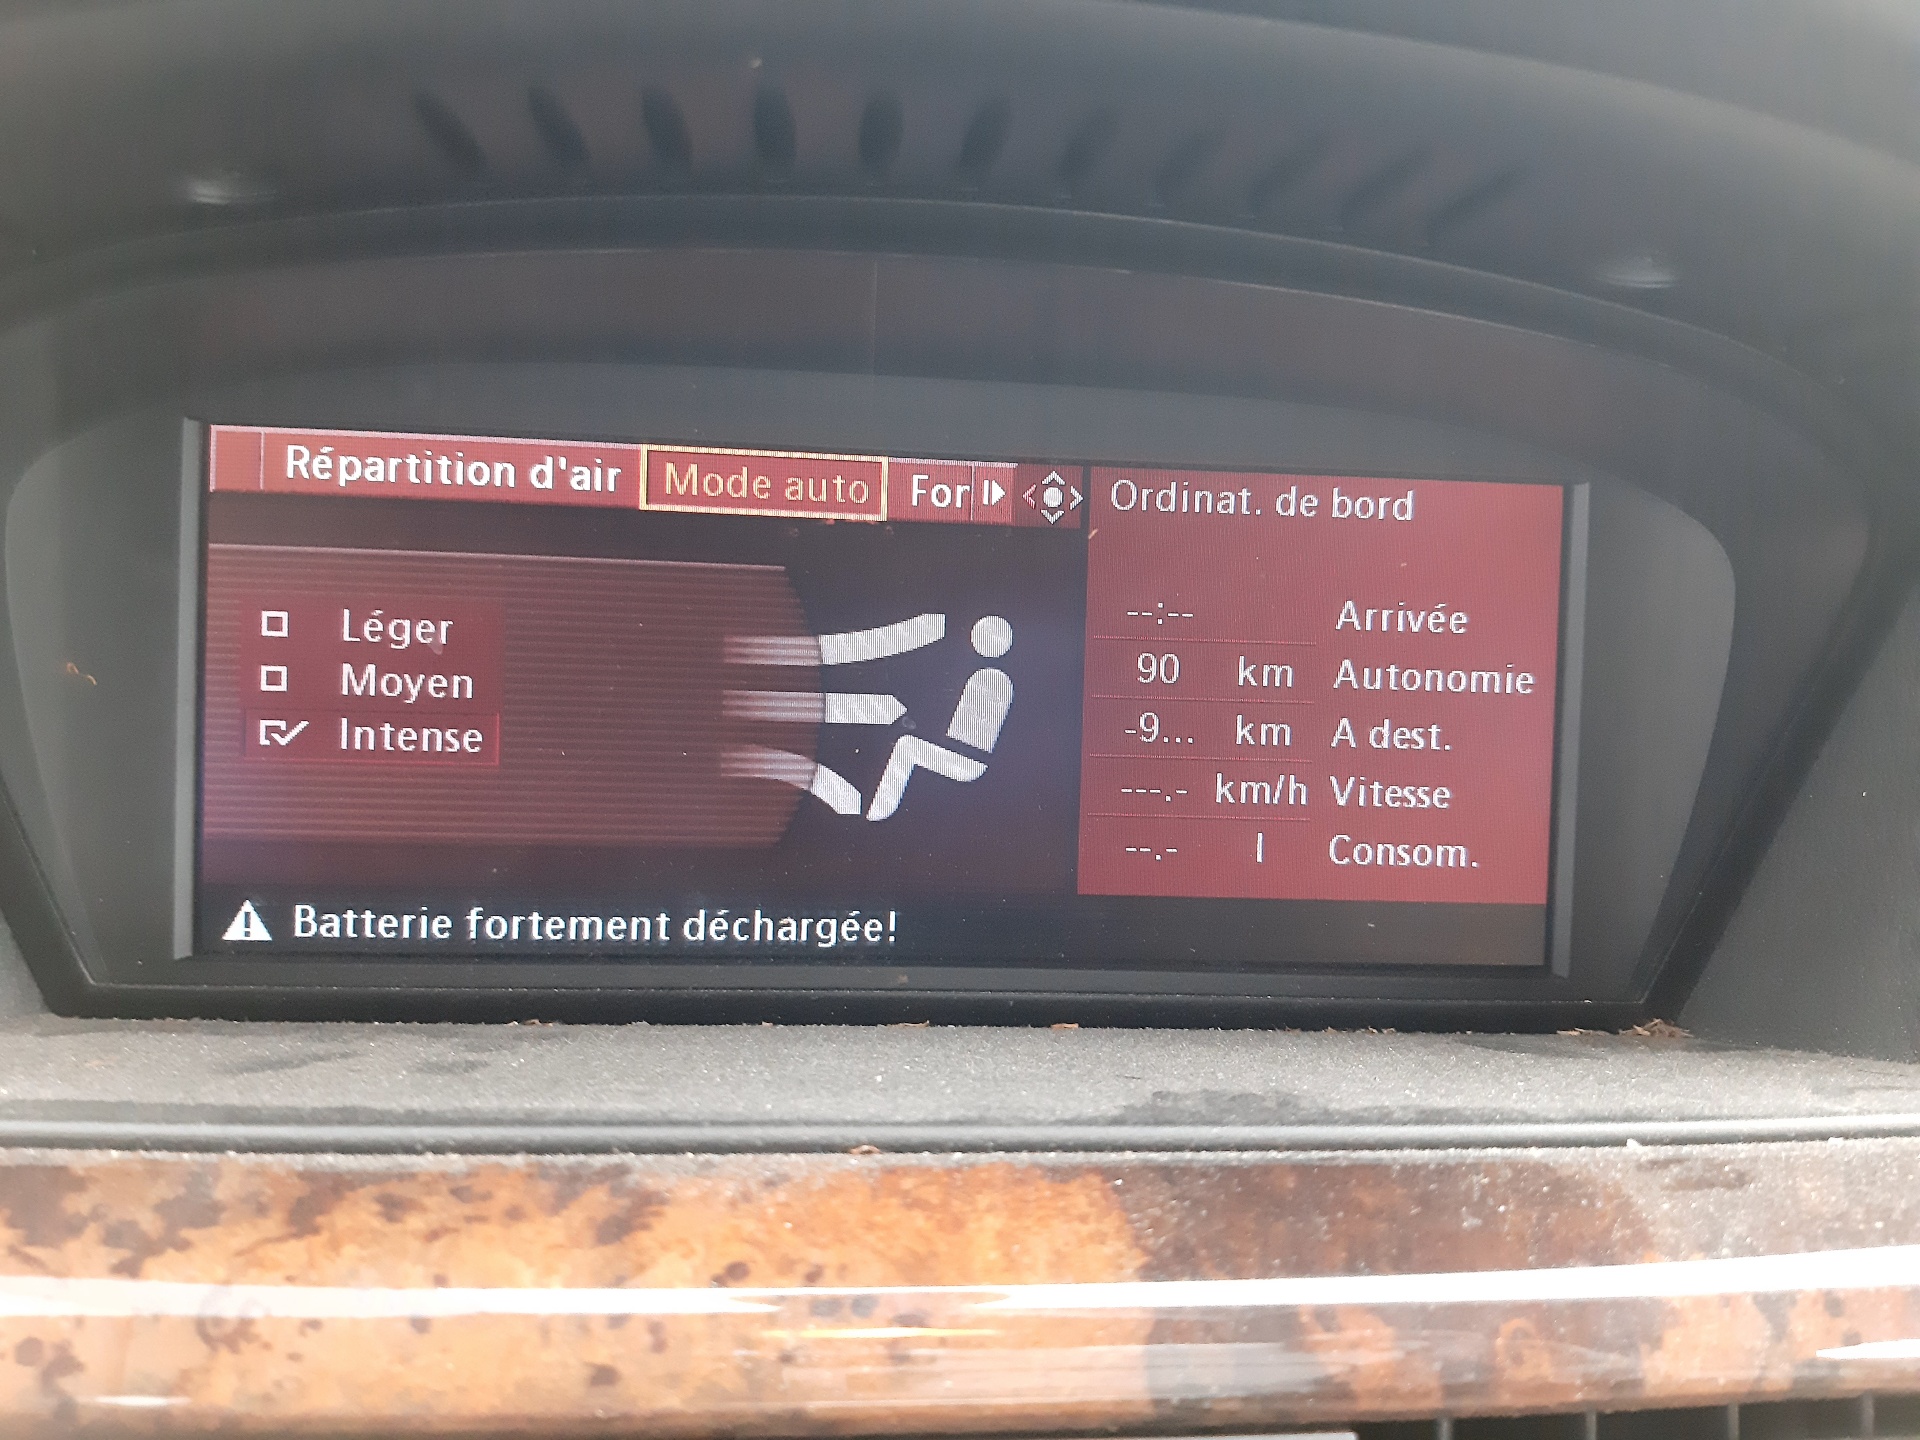 Répartition d'air Mode auto For
Léger
Moyen
Intense
Ordinat. de bord
--:-- Arrivée
90 km Autonomie
-9... km A dest.
---.- km/h Vitesse
--.- l Consom.
Batterie fortement déchargée!